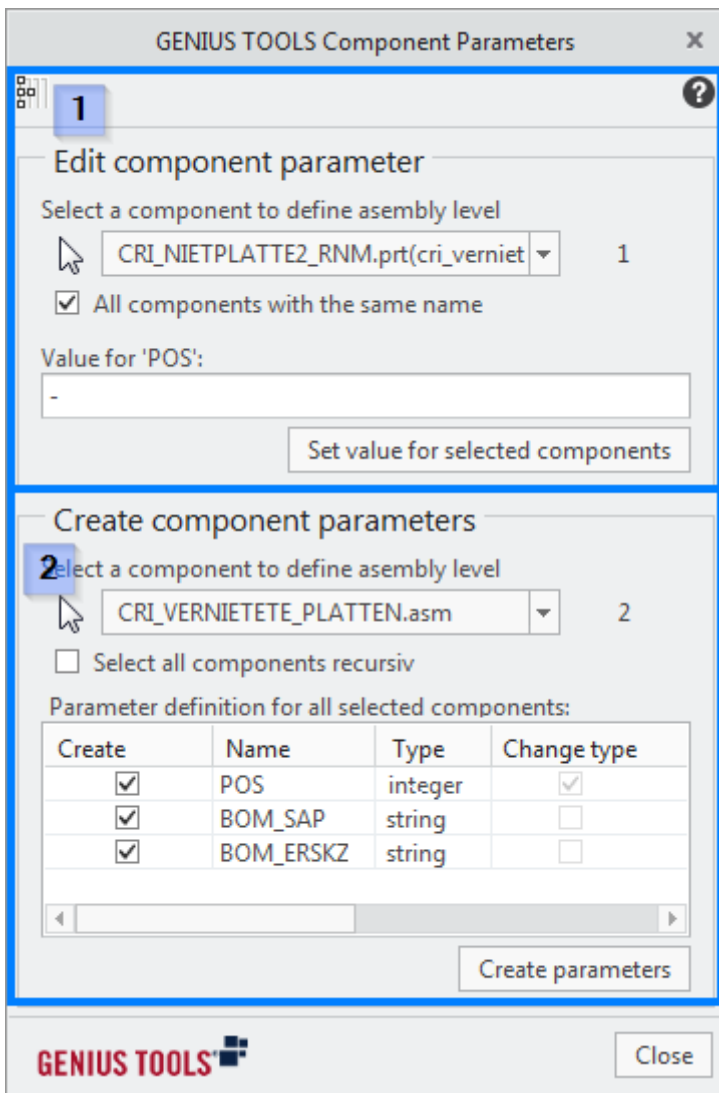 GENIUS TOOLS Component Parameters
1
Edit component parameter
Select a component to define asembly level
CRI_NIETPLATTE2_RNM.prt(cri_verniet 1
All components with the same name
Value for 'POS':
-
Set value for selected components
Create component parameters
2
elect a component to define asembly level
CRI_VERNIETETE_PLATTEN.asm 2
Select all components recursiv
Parameter definition for all selected components:
Create Name Type Change type
POS integer
BOM_SAP string
BOM_ERSKZ string
Create parameters
GENIUS TOOLS
Close